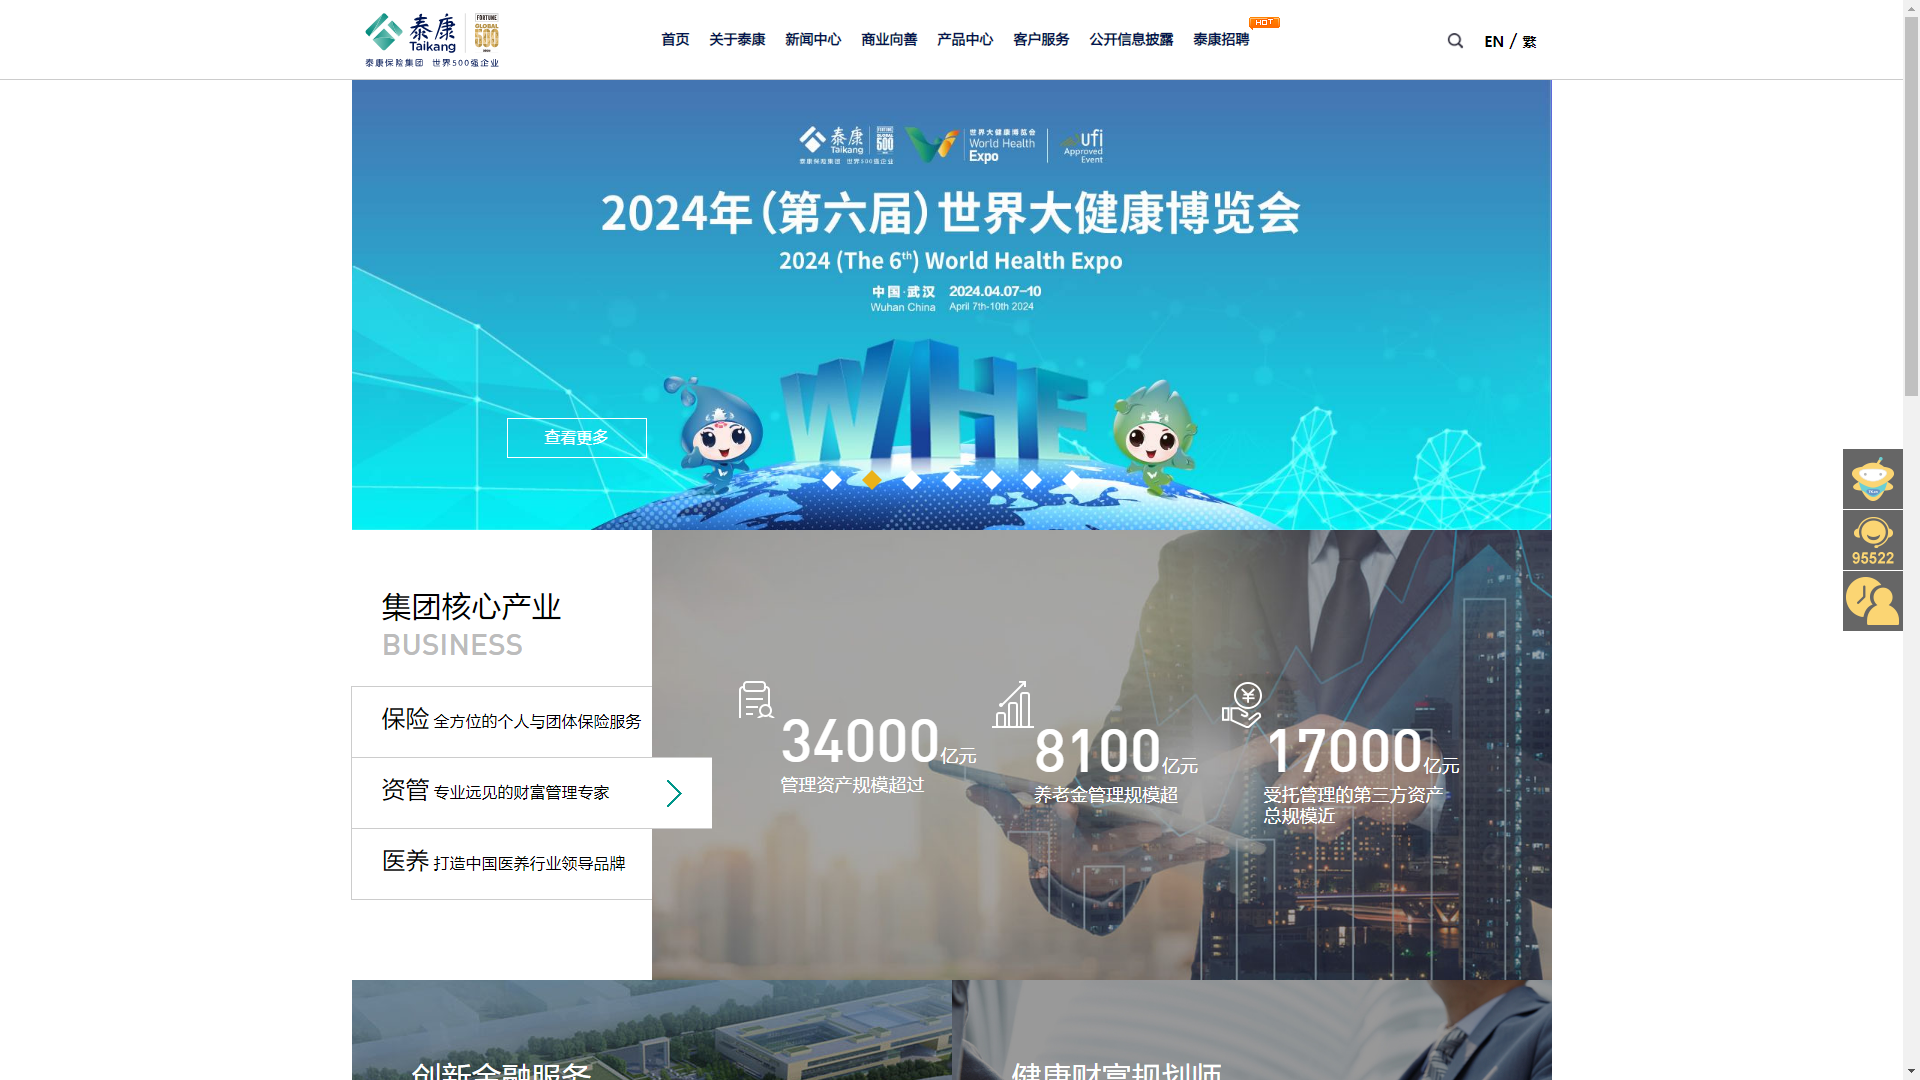 泰康
Taikang
FORTUNE
GLOBAL
500
泰康保险集团 世界500强企业
首页 关于泰康 新闻中心 商业向善 产品中心 客户服务 公开信息披露 泰康招聘
HOT
EN / 繁
泰康
Taikang
FORTUNE
GLOBAL
500
泰康保险集团 世界500强企业
世界大健康博览会
World Health
Expo
ufi
Approved
Event
2024年（第六届）世界大健康博览会
2024 (The 6th) World Health Expo
中国·武汉 2024.04.07-10
Wuhan China April 7th-10th 2024
WHE
查看更多
95522
集团核心产业
BUSINESS
保险 全方位的个人与团体保险服务
资管 专业远见的财富管理专家
医养 打造中国医养行业领导品牌
34000亿元
管理资产规模超过
8100亿元
养老金管理规模超
17000亿元
受托管理的第三方资产
总规模近
创新金融服务
健康财富规划师